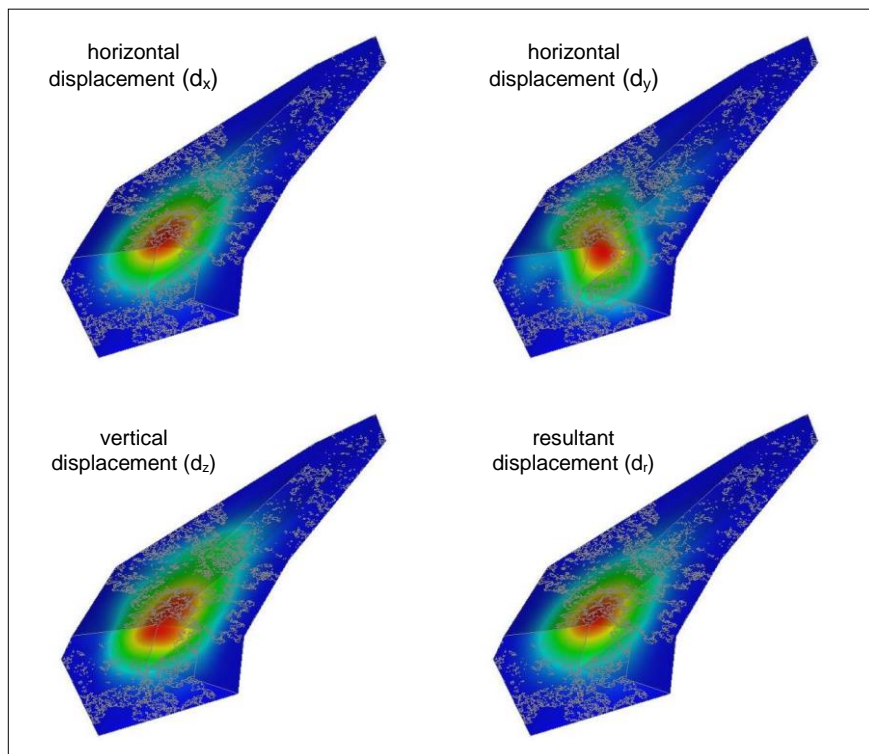 horizontal
displacement (dx)
horizontal
displacement (dy)
vertical
displacement (dz)
resultant
displacement (dr)